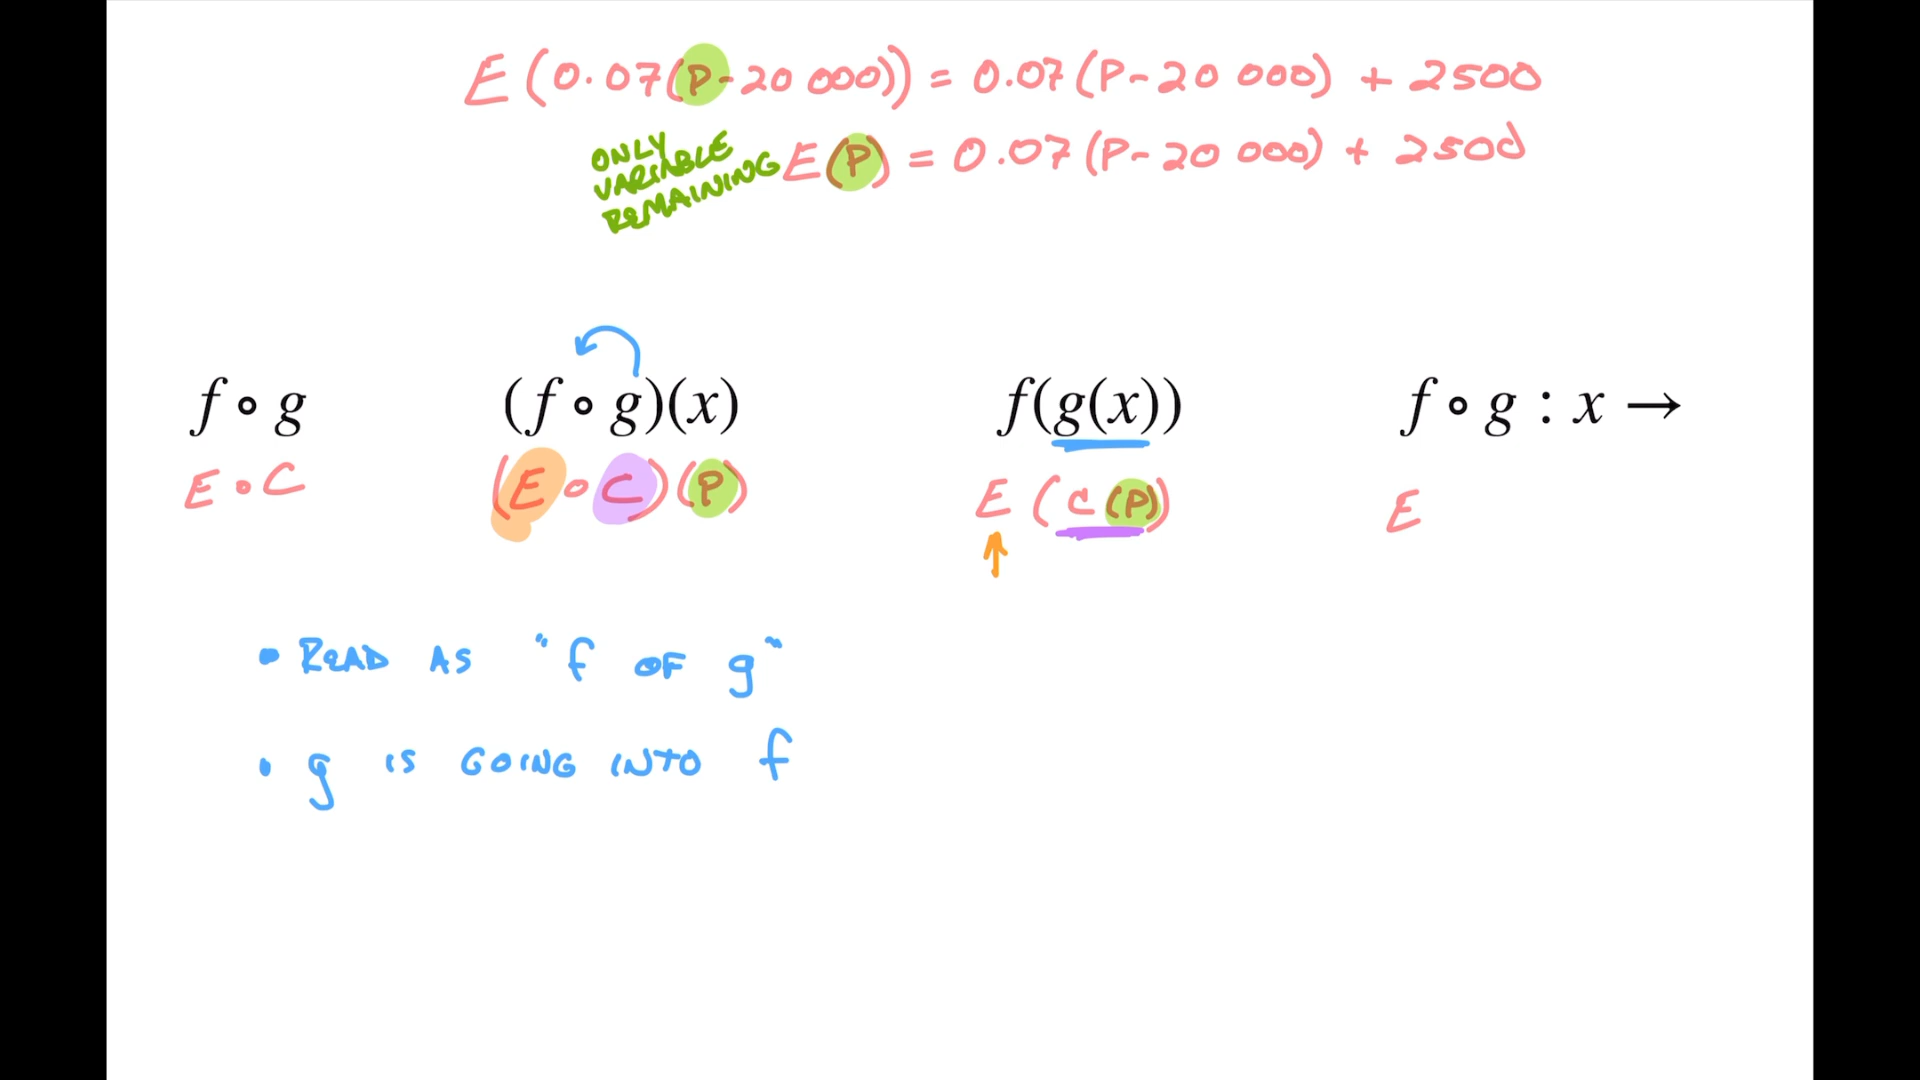 E(0.07(P-20 000)) = 0.07(P-20 000) + 2500
ONLY
VARIABLE
REMAINING
E(P) = 0.07(P-20 000) + 2500
f∘g (f∘g)(x) f(g(x)) f∘g : x →
E∘C (E∘C)(P) E(C(P)) E
• READ AS "f OF g"
• g IS GOING INTO f